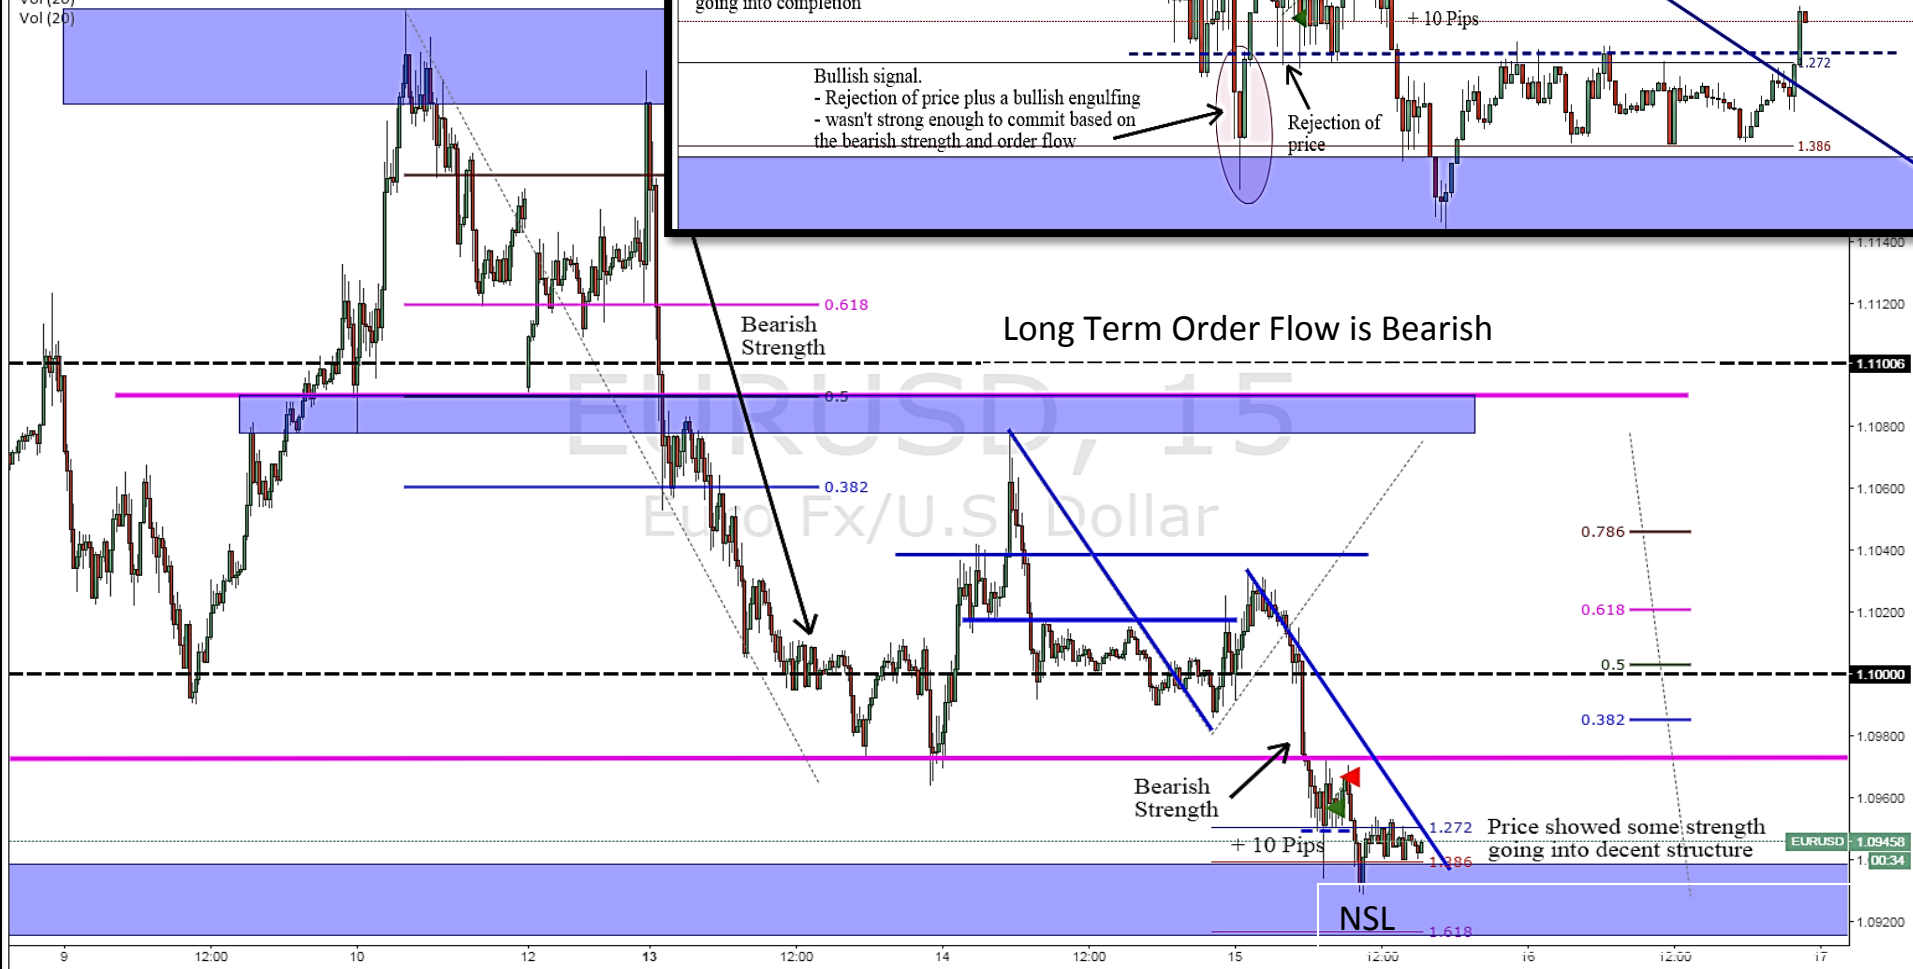 Vol (20)
going into completion
+ 10 Pips
1.272
Bullish signal.
- Rejection of price plus a bullish engulfing
- wasn't strong enough to commit based on
the bearish strength and order flow
Rejection of
price
1.386
1.11400
0.618
1.11200
Bearish
Strength
Long Term Order Flow is Bearish
1.11006
EURUSD, 15
0.5
1.10800
0.382
1.10600
Euro Fx/U.S. Dollar
0.786
1.10400
0.618
1.10200
0.5
1.10000
0.382
1.09800
Bearish
Strength
1.09600
1.272
Price showed some strength
going into decent structure
+ 10 Pips
EURUSD
1.09458
1.386
00:34
NSL
1.618
1.09200
9
12:00
10
12
13
12:00
14
12:00
15
12:00
16
12:00
17